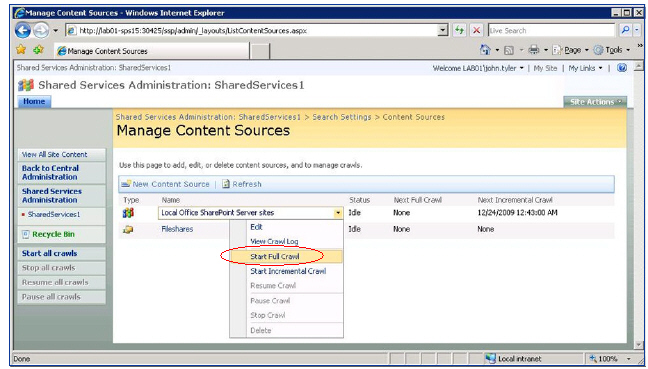 Manage Content Sources - Windows Internet Explorer
http://lab01-sps15:30425/ssp/admin/_layouts/ListContentSources.aspx
Live Search
Manage Content Sources
Page
Tools
Shared Services Administration: SharedServices1
Welcome LAB01\john.tyler | My Site | My Links
Shared Services Administration: SharedServices1
Home
Site Actions
Shared Services Administration: SharedServices1 > Search Settings > Content Sources
Manage Content Sources
View All Site Content
Back to Central Administration
Shared Services Administration
SharedServices1
Recycle Bin
Start all crawls
Stop all crawls
Resume all crawls
Pause all crawls
Use this page to add, edit, or delete content sources, and to manage crawls.
New Content Source | Refresh
Type Name Status Next Full Crawl Next Incremental Crawl
Local Office SharePoint Server sites Idle None 12/24/2009 12:43:00 AM
Fileshares Idle None None
Edit
View Crawl Log
Start Full Crawl
Start Incremental Crawl
Resume Crawl
Pause Crawl
Stop Crawl
Delete
Done
Local intranet
100%